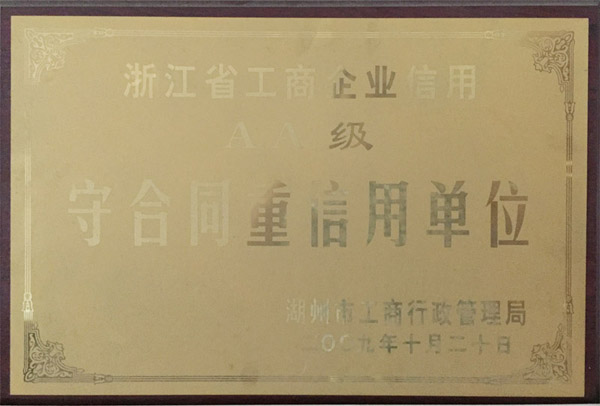 浙江省工商企业信用
AA级
守合同重信用单位
湖州市工商行政管理局
二〇〇九年十月二十日